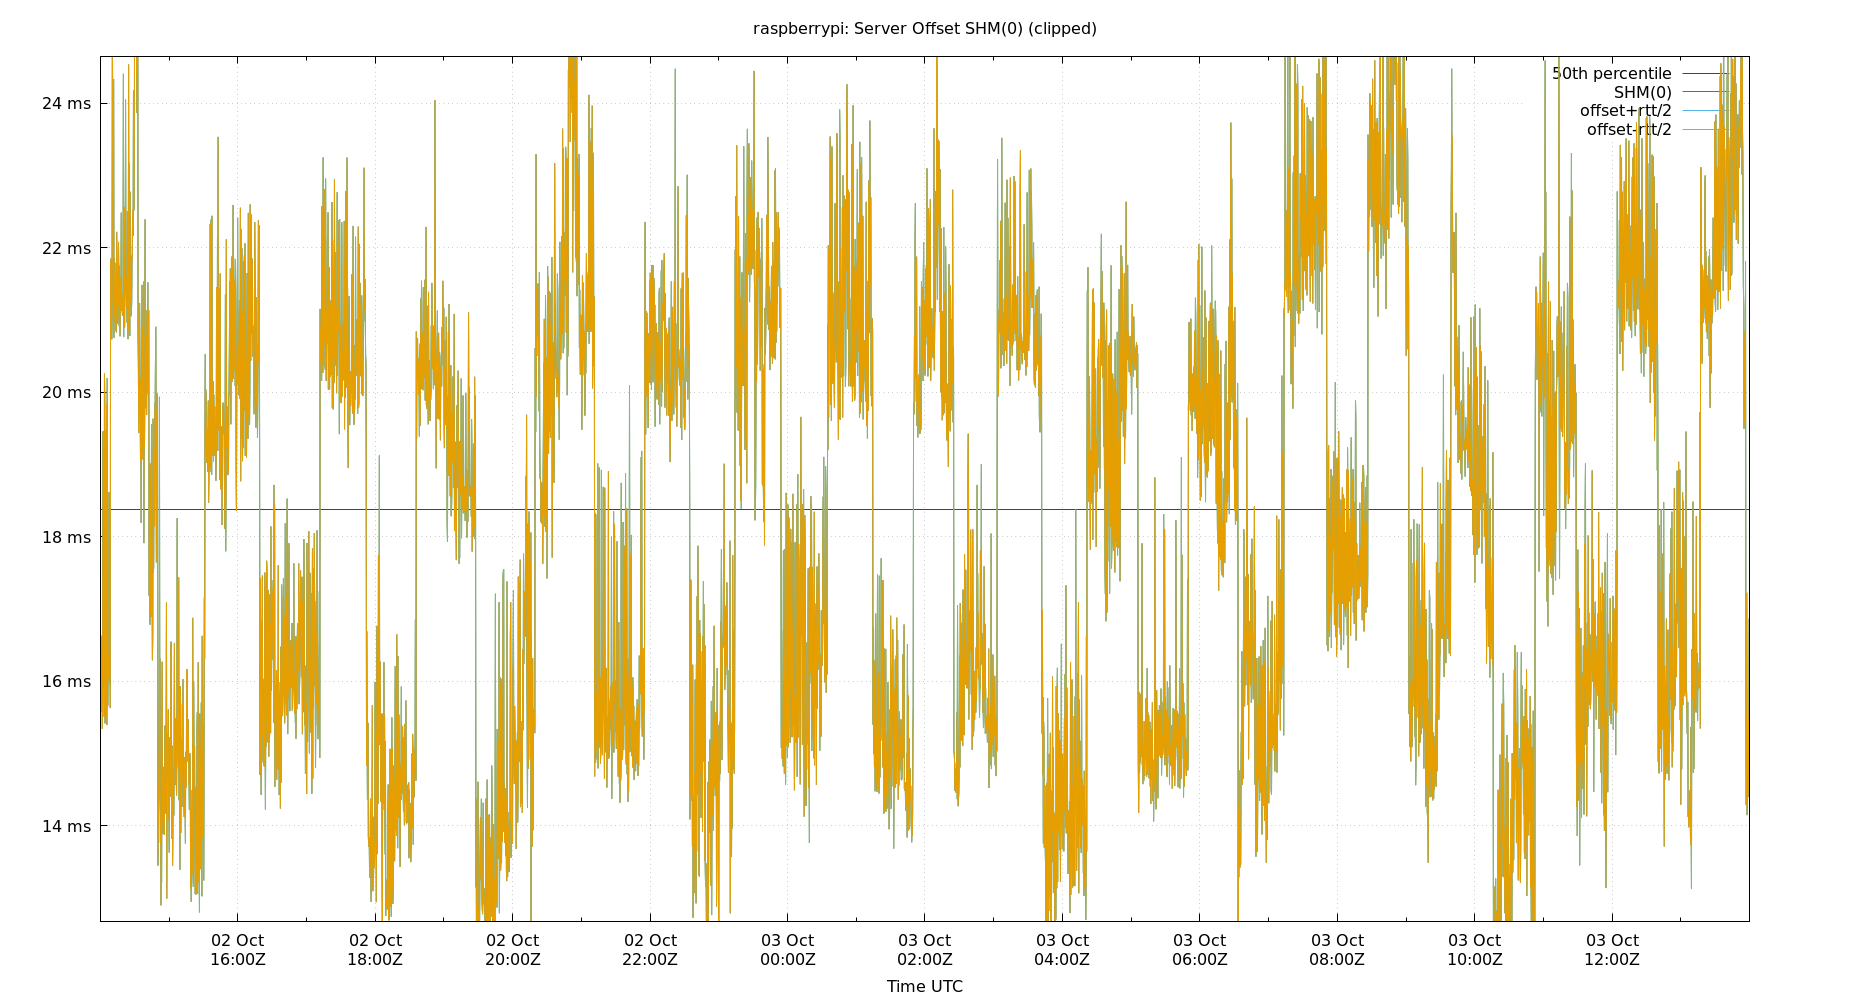 raspberrypi: Server Offset SHM(0) (clipped)
50th percentile
SHM(0)
offset+rtt/2
offset-rtt/2
24 ms
22 ms
20 ms
18 ms
16 ms
14 ms
02 Oct 02 Oct 02 Oct 02 Oct 03 Oct 03 Oct 03 Oct 03 Oct 03 Oct 03 Oct 03 Oct
16:00Z 18:00Z 20:00Z 22:00Z 00:00Z 02:00Z 04:00Z 06:00Z 08:00Z 10:00Z 12:00Z
Time UTC